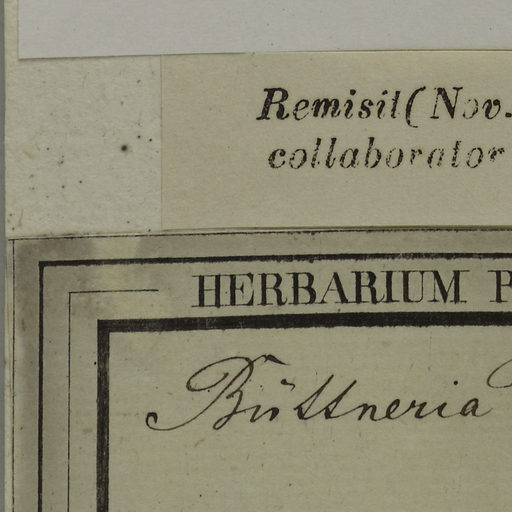 Remisit (Nov.
collaborator
HERBARIUM P
Büttneria